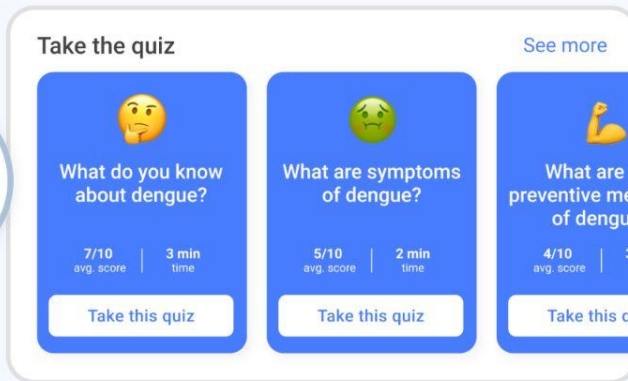 Take the quiz
See more
What do you know
about dengue?
7/10
avg. score
3 min
time
Take this quiz
What are symptoms
of dengue?
5/10
avg. score
2 min
time
Take this quiz
What are
preventive
of
4/10
avg. score
Take this